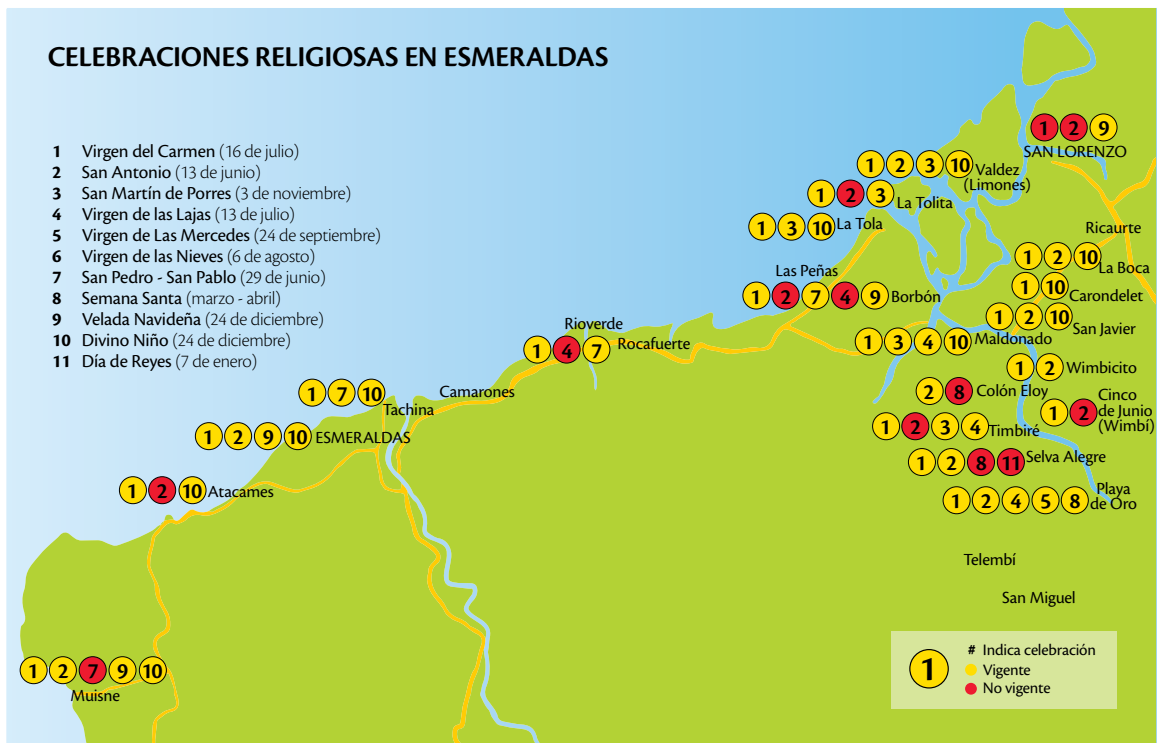 CELEBRACIONES RELIGIOSAS EN ESMERALDAS
1 Virgen del Carmen (16 de julio)
2 San Antonio (13 de junio)
3 San Martín de Porres (3 de noviembre)
4 Virgen de las Lajas (13 de julio)
5 Virgen de Las Mercedes (24 de septiembre)
6 Virgen de las Nieves (6 de agosto)
7 San Pedro - San Pablo (29 de junio)
8 Semana Santa (marzo - abril)
9 Velada Navideña (24 de diciembre)
10 Divino Niño (24 de diciembre)
11 Día de Reyes (7 de enero)
1 2 9
SAN LORENZO
1 2 3 10 Valdez
(Limones)
1 2 3 La Tolita
1 3 10 La Tola
Ricaurte
1 2 10 La Boca
Las Peñas
1 2 7 4 9 Borbón
1 10 Carondelet
1 2 10 San Javier
Rioverde
1 4 7 Rocafuerte
1 3 4 10 Maldonado
1 2 Wimbicito
Camarones
1 7 10
Tachina
2 8 Colón Eloy
1 2 Cinco
de Junio
(Wimbí)
1 2 3 4 Timbiré
1 2 9 10 ESMERALDAS
1 2 8 11 Selva Alegre
1 2 10 Atacames
1 2 4 5 8 Playa
de Oro
Telembí
San Miguel
1 2 7 9 10
Muisne
1
# Indica celebración
Vigente
No vigente